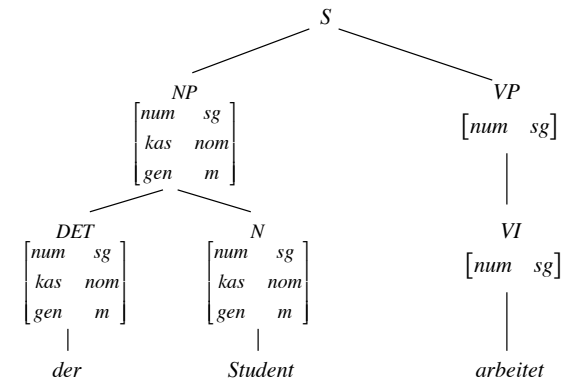 S
NP VP
[num sg
kas nom
gen m] [num sg]
DET N VI
[num sg
kas nom
gen m] [num sg
kas nom
gen m] [num sg]
der Student arbeitet